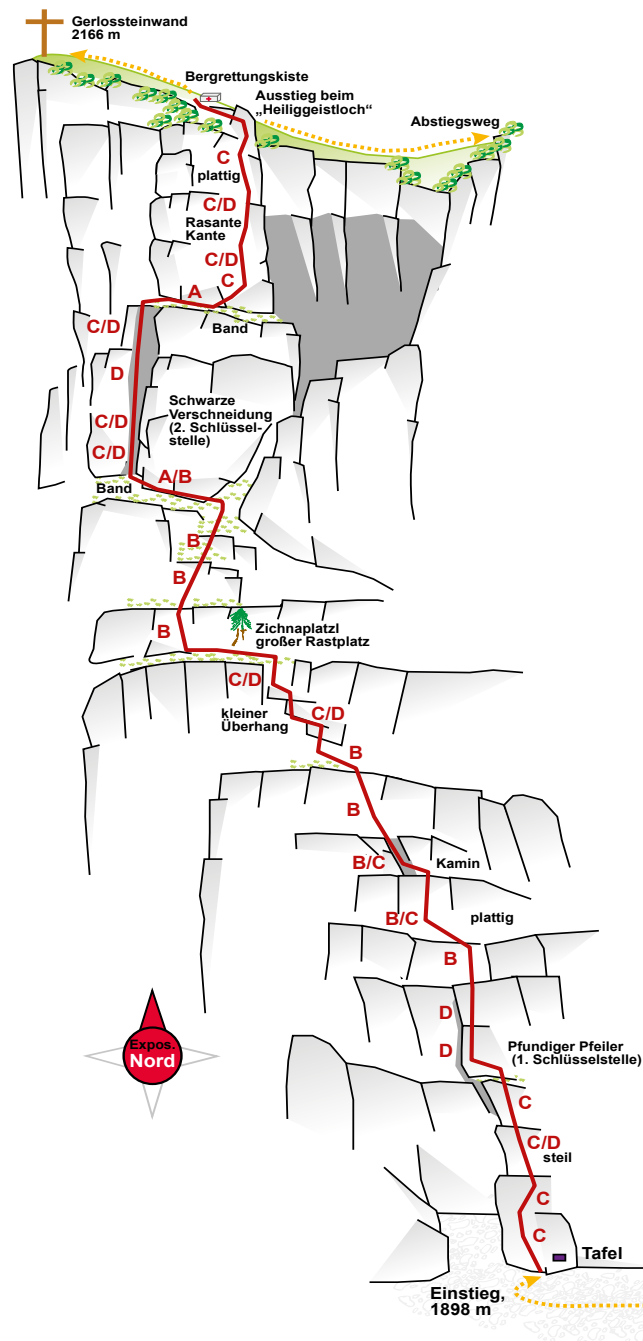 Gerlossteinwand
2166 m
Bergrettungskiste
Ausstieg beim
„Heiliggeistloch“
Abstiegsweg
C
plattig
C/D
Rasante
Kante
C/D
C
A
C/D
Band
D
Schwarze
Verschneidung
(2. Schlüssel-
stelle)
C/D
C/D
A/B
Band
B
B
B
Zichnaplatzl
großer Rastplatz
C/D
kleiner
Überhang
C/D
B
B
B/C
Kamin
B/C
plattig
B
D
D
Pfundiger Pfeiler
(1. Schlüsselstelle)
Expos.
Nord
C
C/D
steil
C
C
Tafel
Einstieg,
1898 m